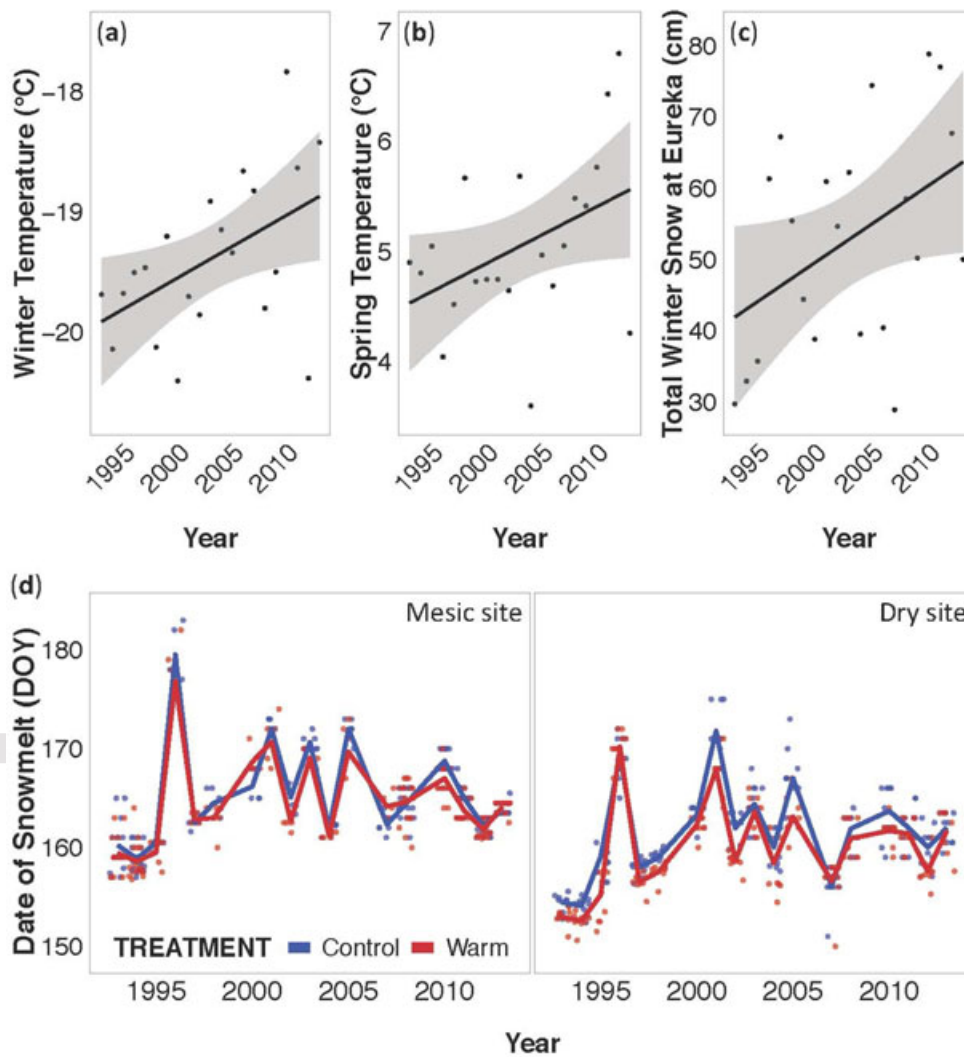 (a)
Winter Temperature (°C)
−18
−19
−20
1995 2000 2005 2010
Year
(b)
Spring Temperature (°C)
7
6
5
4
1995 2000 2005 2010
Year
(c)
Total Winter Snow at Eureka (cm)
80
70
60
50
40
30
1995 2000 2005 2010
Year
(d)
Date of Snowmelt (DOY)
180
170
160
150
Mesic site
Dry site
TREATMENT Control Warm
1995 2000 2005 2010
1995 2000 2005 2010
Year